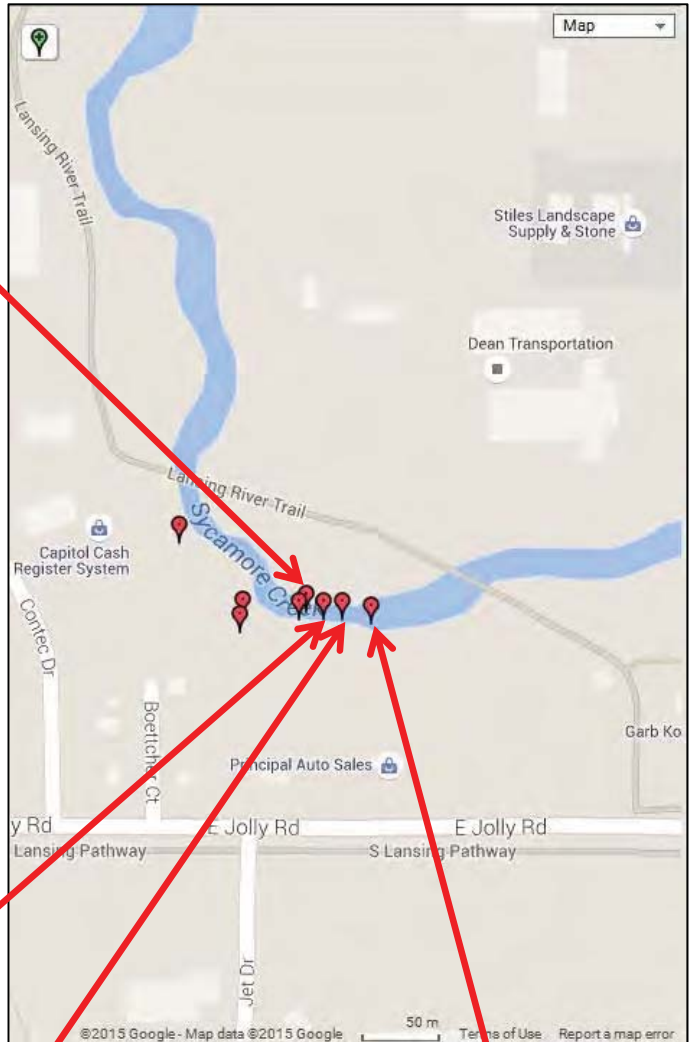 Map
Lansing River Trail
Stiles Landscape
Supply & Stone
Dean Transportation
Lansing River Trail
Sycamore Creek
Capitol Cash
Register System
Contec Dr
Boettcher Ct
Garb Ko
Principal Auto Sales
y Rd
E Jolly Rd
E Jolly Rd
Lansing Pathway
S Lansing Pathway
Jet Dr
©2015 Google - Map data ©2015 Google
50 m
Terms of Use
Report a map error